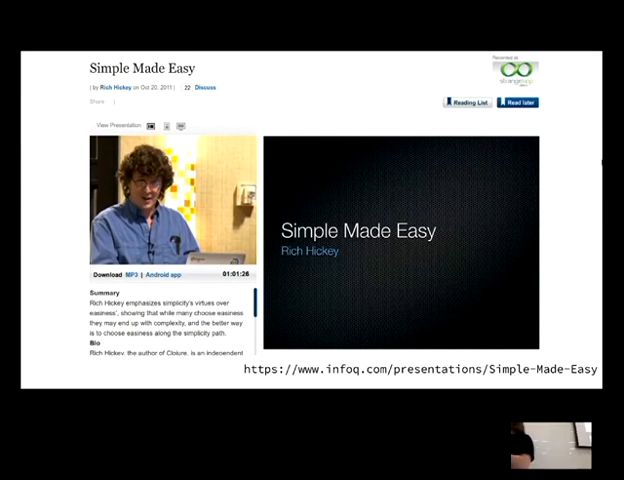 Simple Made Easy
| by Rich Hickey on Oct 20, 2011 | 22 Discuss
Share |
Reading List
Read later
View Presentation
Simple Made Easy
Rich Hickey
Download MP3 | Android app 01:01:26
Summary
Rich Hickey emphasizes simplicity's virtues over
easiness', showing that while many choose easiness
they may end up with complexity, and the better way
is to choose easiness along the simplicity path.
Bio
Rich Hickey, the author of Clojure, is an independent
https://www.infoq.com/presentations/Simple-Made-Easy